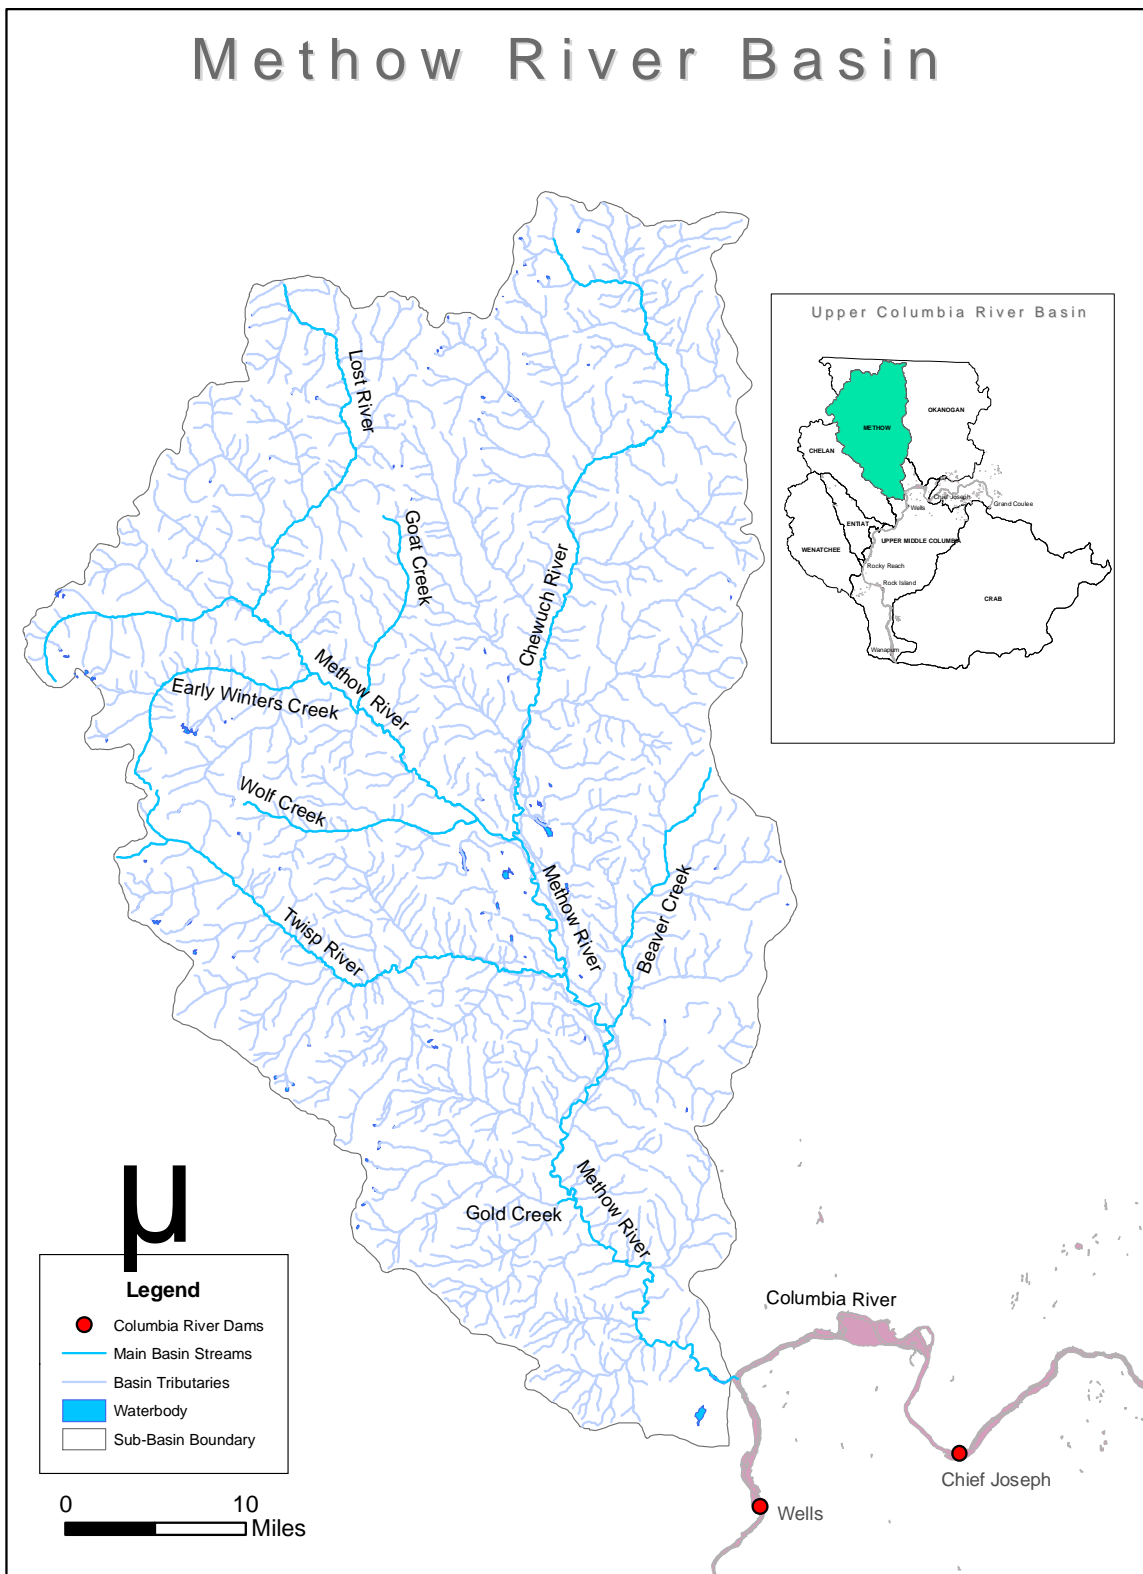 Methow River Basin
Upper Columbia River Basin
OKANOGAN
METHOW
CHELAN
Chief Joseph
Grand Coulee
Wells
ENTIAT
UPPER MIDDLE COLUMBIA
WENATCHEE
Rocky Reach
Rock Island
CRAB
Wanapum
Lost River
Goat Creek
Chewuch River
Methow River
Early Winters Creek
Wolf Creek
Methow River
Beaver Creek
Twisp River
Methow River
Gold Creek
Columbia River
Chief Joseph
Wells
µ
Legend
Columbia River Dams
Main Basin Streams
Basin Tributaries
Waterbody
Sub-Basin Boundary
0 10
Miles